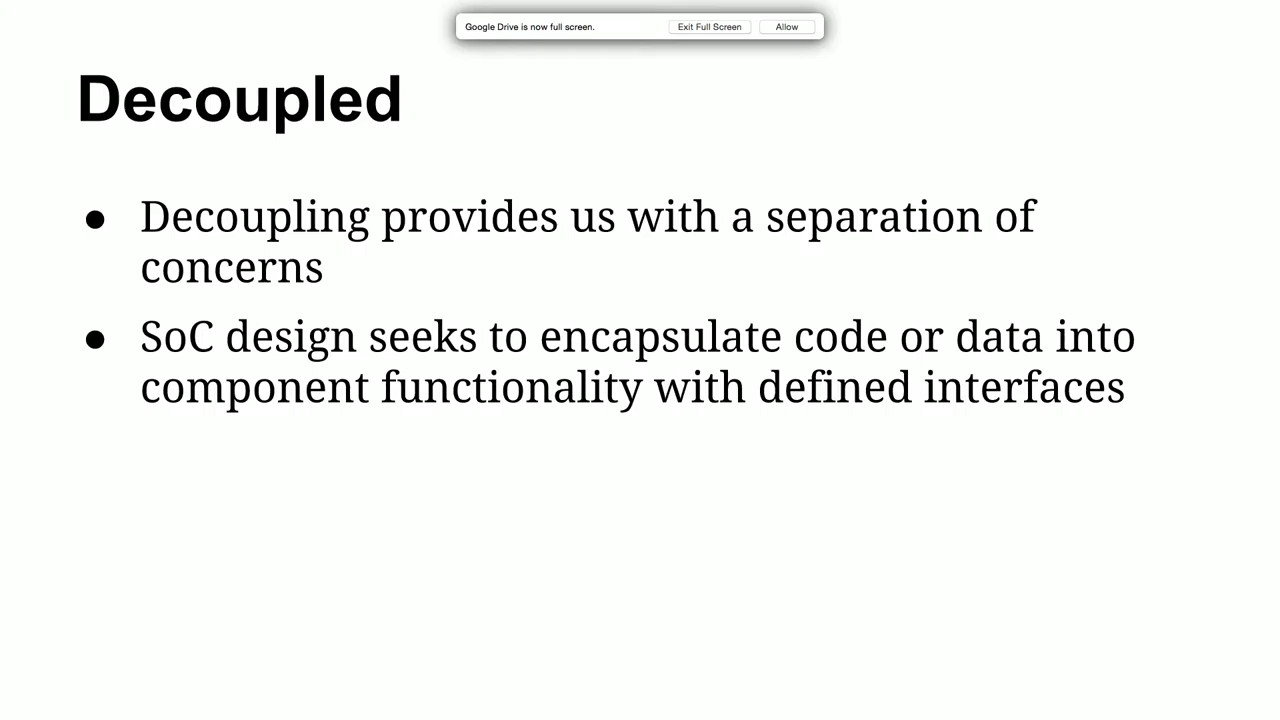 Google Drive is now full screen. Exit Full Screen Allow
Decoupled
● Decoupling provides us with a separation of
concerns
● SoC design seeks to encapsulate code or data into
component functionality with defined interfaces